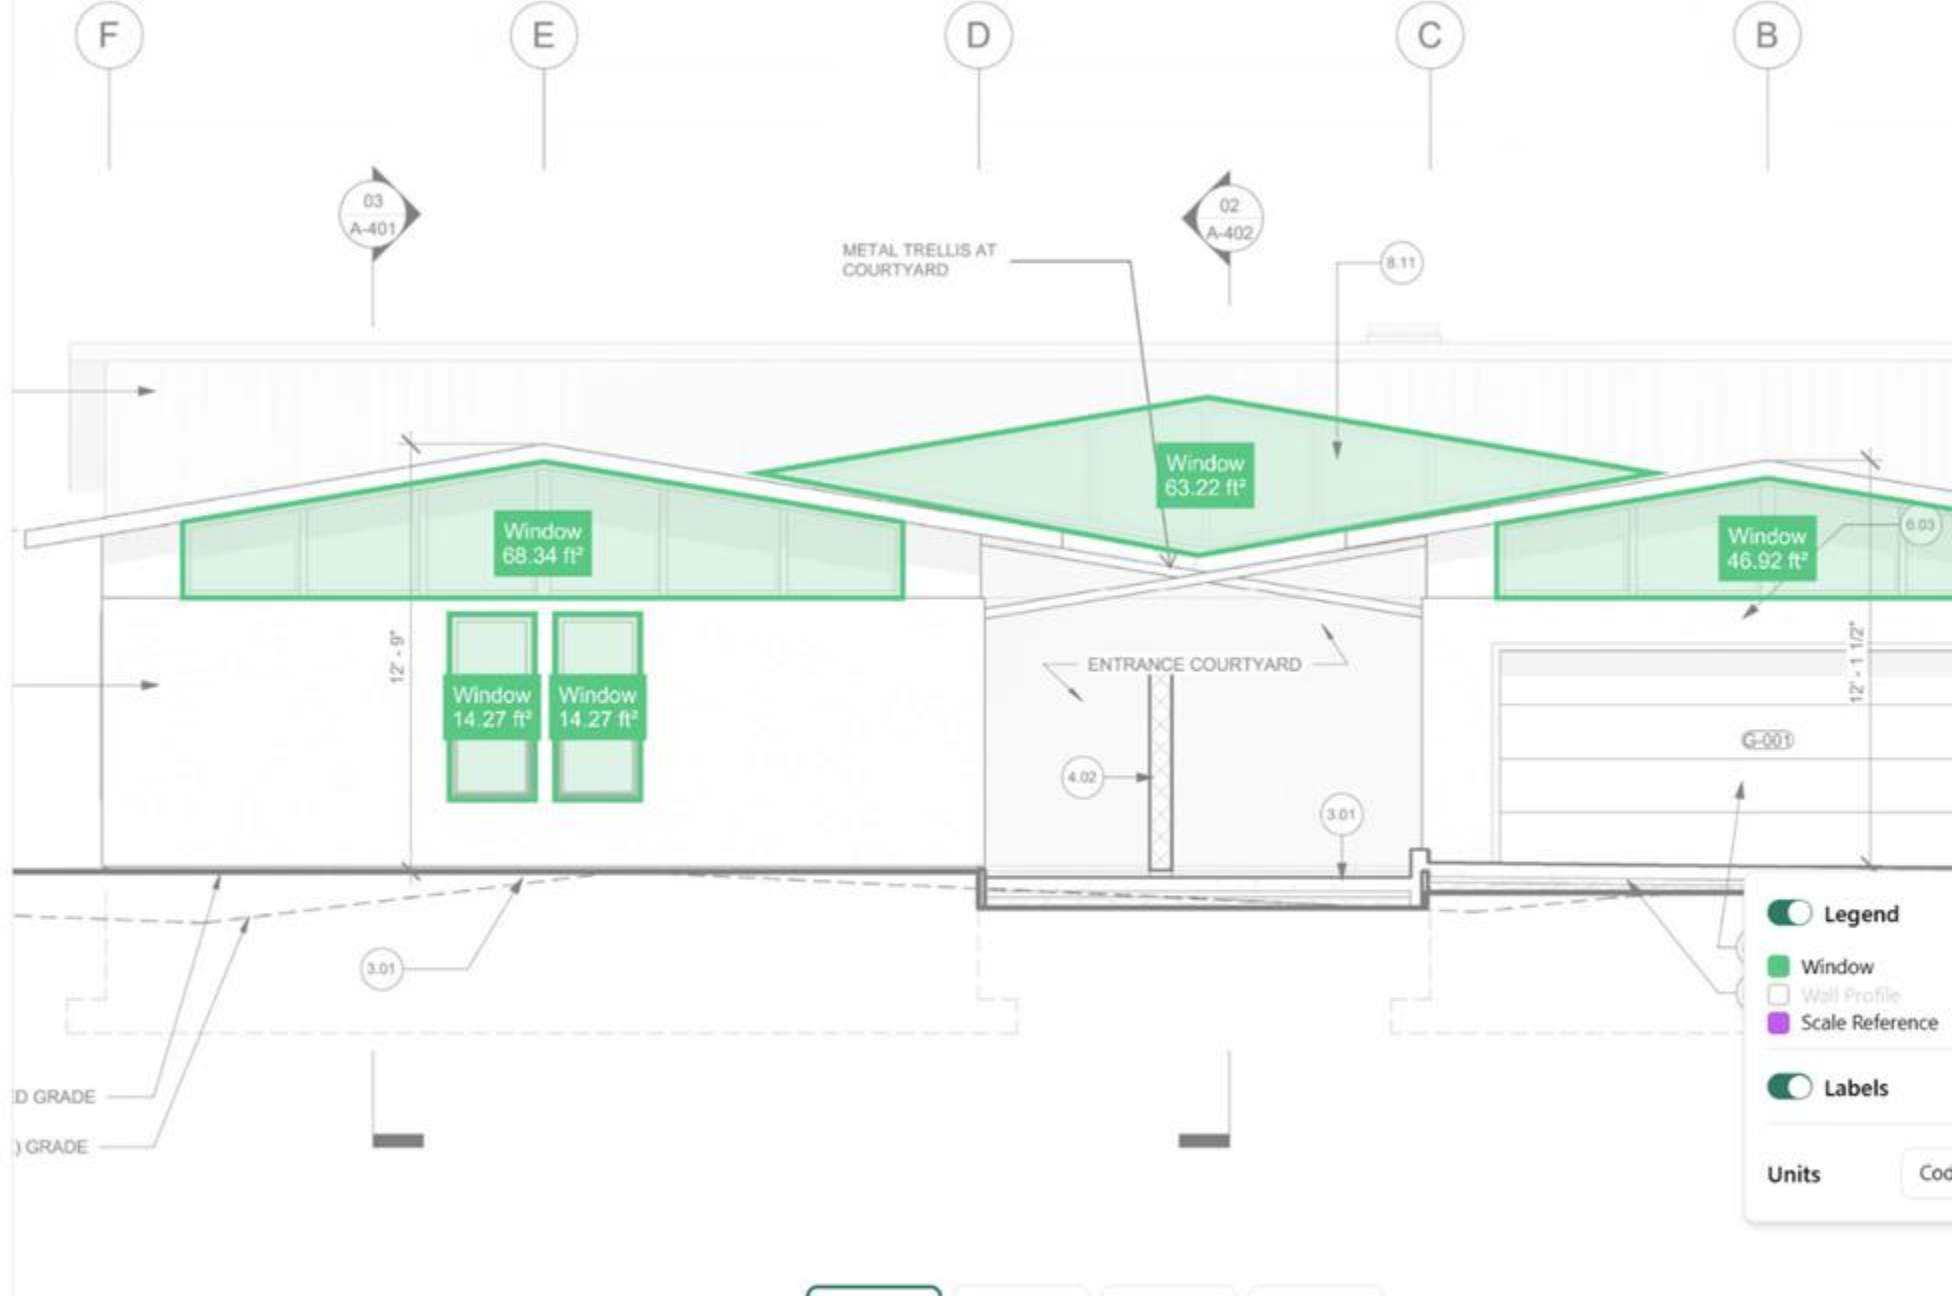 F
E
D
C
B
03
A-401
02
A-402
METAL TRELLIS AT
COURTYARD
8.11
Window
63.22 ft²
Window
68.34 ft²
Window
46.92 ft²
6.03
12' - 9"
12' - 1 1/2"
Window
14.27 ft²
Window
14.27 ft²
ENTRANCE COURTYARD
G-001
4.02
3.01
3.01
Legend
Window
Wall Profile
Scale Reference
Labels
Units
Cod
D GRADE
) GRADE